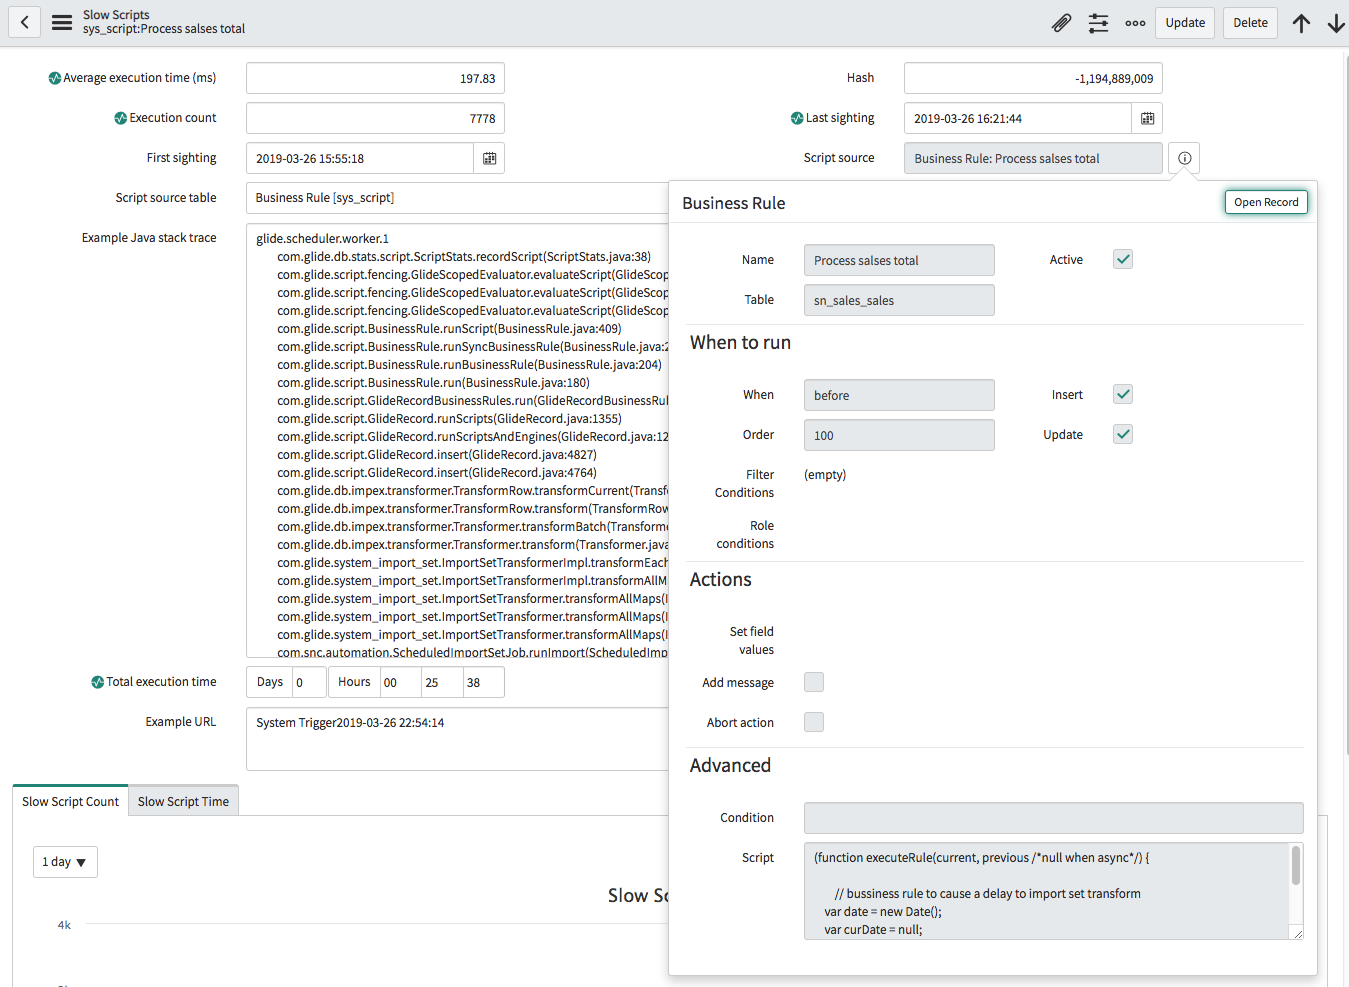 Slow Scripts
sys_script:Process salses total
Update
Delete
Average execution time (ms)
197.83
Hash
-1,194,889,009
Execution count
7778
Last sighting
2019-03-26 16:21:44
First sighting
2019-03-26 15:55:18
Script source
Business Rule: Process salses total
Script source table
Business Rule [sys_script]
Example Java stack trace
glide.scheduler.worker.1
com.glide.db.stats.script.ScriptStats.recordScript(ScriptStats.java:38)
com.glide.script.fencing.GlideScopedEvaluator.evaluateScript(GlideScop
com.glide.script.fencing.GlideScopedEvaluator.evaluateScript(GlideScop
com.glide.script.fencing.GlideScopedEvaluator.evaluateScript(GlideScop
com.glide.script.BusinessRule.runScript(BusinessRule.java:409)
com.glide.script.BusinessRule.runSyncBusinessRule(BusinessRule.java:2
com.glide.script.BusinessRule.runBusinessRule(BusinessRule.java:204)
com.glide.script.BusinessRule.run(BusinessRule.java:180)
com.glide.script.GlideRecordBusinessRules.run(GlideRecordBusinessRul
com.glide.script.GlideRecord.runScripts(GlideRecord.java:1355)
com.glide.script.GlideRecord.runScriptsAndEngines(GlideRecord.java:12
com.glide.script.GlideRecord.insert(GlideRecord.java:4827)
com.glide.script.GlideRecord.insert(GlideRecord.java:4764)
com.glide.db.impex.transformer.TransformRow.transformCurrent(Transf
com.glide.db.impex.transformer.TransformRow.transform(TransformRow
com.glide.db.impex.transformer.Transformer.transformBatch(Transforme
com.glide.db.impex.transformer.Transformer.transform(Transformer.java
com.glide.system_import_set.ImportSetTransformerImpl.transformEach
com.glide.system_import_set.ImportSetTransformerImpl.transformAllM
com.glide.system_import_set.ImportSetTransformer.transformAllMaps(I
com.glide.system_import_set.ImportSetTransformer.transformAllMaps(I
com.glide.system_import_set.ImportSetTransformer.transformAllMaps(I
com.snc.automation.ScheduledImportSetJob.runImport(ScheduledImp
Total execution time
Days
0
Hours
00
25
38
Example URL
System Trigger2019-03-26 22:54:14
Slow Script Count
Slow Script Time
1 day
Slow Sc
4k
Business Rule
Open Record
Name
Process salses total
Active
Table
sn_sales_sales
When to run
When
before
Insert
Order
100
Update
Filter
Conditions
(empty)
Role
conditions
Actions
Set field
values
Add message
Abort action
Advanced
Condition
Script
(function executeRule(current, previous /*null when async*/) {
// bussiness rule to cause a delay to import set transform
var date = new Date();
var curDate = null;